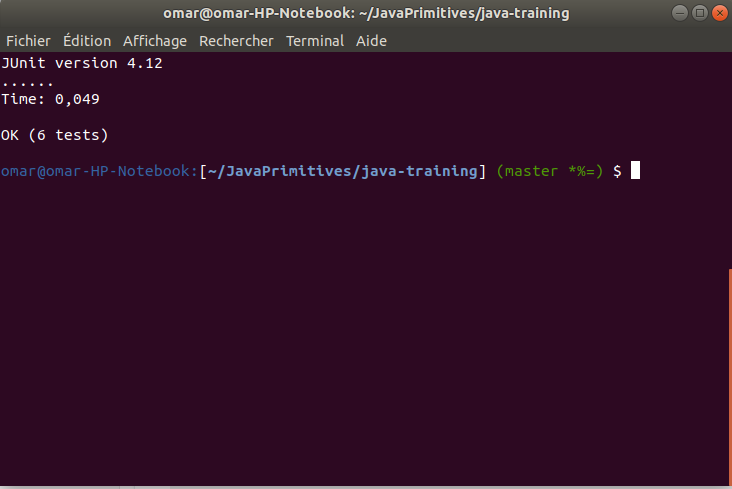 omar@omar-HP-Notebook: ~/JavaPrimitives/java-training
Fichier Édition Affichage Rechercher Terminal Aide
JUnit version 4.12
......
Time: 0,049
OK (6 tests)
omar@omar-HP-Notebook:[~/JavaPrimitives/java-training] (master *%=) $